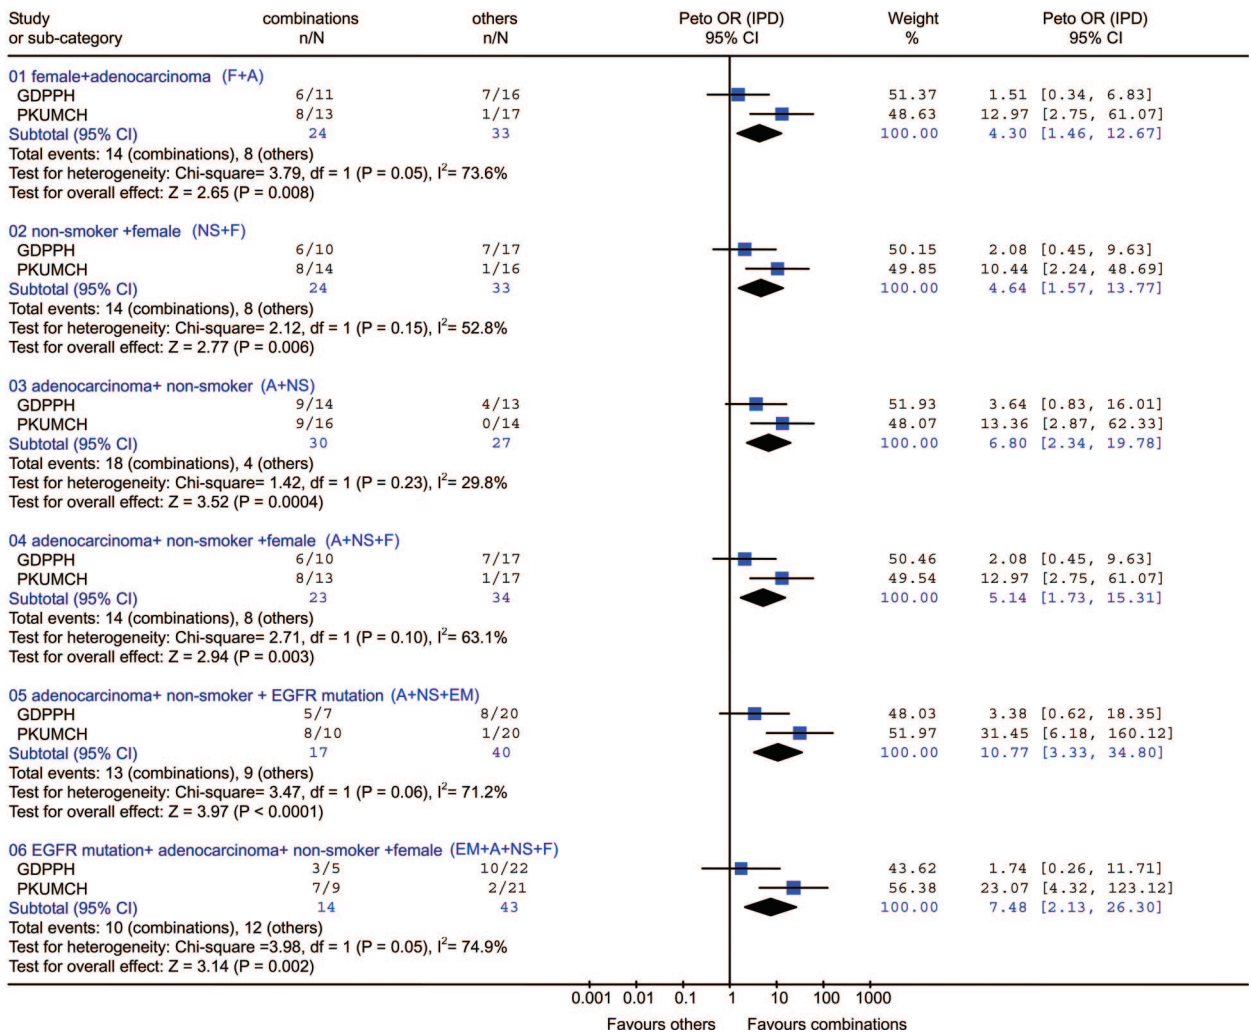 Study combinations others Peto OR (IPD) Weight Peto OR (IPD)
or sub-category n/N n/N 95% CI % 95% CI
01 female+adenocarcinoma (F+A)
GDPPH 6/11 7/16 51.37 1.51 [0.34, 6.83]
PKUMCH 8/13 1/17 48.63 12.97 [2.75, 61.07]
Subtotal (95% CI) 24 33 100.00 4.30 [1.46, 12.67]
Total events: 14 (combinations), 8 (others)
Test for heterogeneity: Chi-square= 3.79, df = 1 (P = 0.05), I²= 73.6%
Test for overall effect: Z = 2.65 (P = 0.008)
02 non-smoker +female (NS+F)
GDPPH 6/10 7/17 50.15 2.08 [0.45, 9.63]
PKUMCH 8/14 1/16 49.85 10.44 [2.24, 48.69]
Subtotal (95% CI) 24 33 100.00 4.64 [1.57, 13.77]
Total events: 14 (combinations), 8 (others)
Test for heterogeneity: Chi-square= 2.12, df = 1 (P = 0.15), I²= 52.8%
Test for overall effect: Z = 2.77 (P = 0.006)
03 adenocarcinoma+ non-smoker (A+NS)
GDPPH 9/14 4/13 51.93 3.64 [0.83, 16.01]
PKUMCH 9/16 0/14 48.07 13.36 [2.87, 62.33]
Subtotal (95% CI) 30 27 100.00 6.80 [2.34, 19.78]
Total events: 18 (combinations), 4 (others)
Test for heterogeneity: Chi-square= 1.42, df = 1 (P = 0.23), I²= 29.8%
Test for overall effect: Z = 3.52 (P = 0.0004)
04 adenocarcinoma+ non-smoker +female (A+NS+F)
GDPPH 6/10 7/17 50.46 2.08 [0.45, 9.63]
PKUMCH 8/13 1/17 49.54 12.97 [2.75, 61.07]
Subtotal (95% CI) 23 34 100.00 5.14 [1.73, 15.31]
Total events: 14 (combinations), 8 (others)
Test for heterogeneity: Chi-square= 2.71, df = 1 (P = 0.10), I²= 63.1%
Test for overall effect: Z = 2.94 (P = 0.003)
05 adenocarcinoma+ non-smoker + EGFR mutation (A+NS+EM)
GDPPH 5/7 8/20 48.03 3.38 [0.62, 18.35]
PKUMCH 8/10 1/20 51.97 31.45 [6.18, 160.12]
Subtotal (95% CI) 17 40 100.00 10.77 [3.33, 34.80]
Total events: 13 (combinations), 9 (others)
Test for heterogeneity: Chi-square= 3.47, df = 1 (P = 0.06), I²= 71.2%
Test for overall effect: Z = 3.97 (P < 0.0001)
06 EGFR mutation+ adenocarcinoma+ non-smoker +female (EM+A+NS+F)
GDPPH 3/5 10/22 43.62 1.74 [0.26, 11.71]
PKUMCH 7/9 2/21 56.38 23.07 [4.32, 123.12]
Subtotal (95% CI) 14 43 100.00 7.48 [2.13, 26.30]
Total events: 10 (combinations), 12 (others)
Test for heterogeneity: Chi-square =3.98, df = 1 (P = 0.05), I²= 74.9%
Test for overall effect: Z = 3.14 (P = 0.002)
0.001 0.01 0.1 1 10 100 1000
Favours others Favours combinations